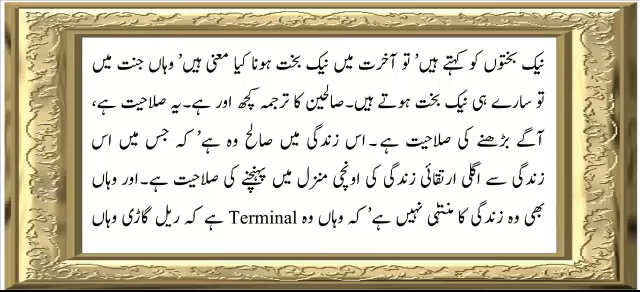 نیک بختوں کو کہتے ہیں' تو آخرت میں نیک بخت ہونا کیا معنی ہیں' وہاں جنت میں
تو سارے ہی نیک بخت ہوتے ہیں۔صالحین کا ترجمہ کچھ اور ہے۔یہ صلاحیت ہے،
آگے بڑھنے کی صلاحیت ہے۔اس زندگی میں صالح وہ ہے' کہ جس میں اس
زندگی سے اگلی ارتقائی زندگی کی اونچی منزل میں پہنچنے کی صلاحیت ہے۔اور وہاں
بھی وہ زندگی کا منتہٰی نہیں ہے' کہ وہاں وہ Terminal ہے کہ ریل گاڑی وہاں